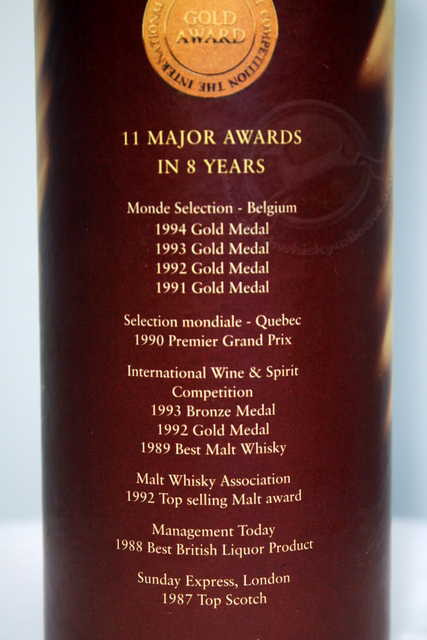 GOLD
AWARD
COMPETITION THE INTERNATIONAL
11 MAJOR AWARDS
IN 8 YEARS
Monde Selection - Belgium
1994 Gold Medal
1993 Gold Medal
1992 Gold Medal
1991 Gold Medal
Selection mondiale - Quebec
1990 Premier Grand Prix
International Wine & Spirit
Competition
1993 Bronze Medal
1992 Gold Medal
1989 Best Malt Whisky
Malt Whisky Association
1992 Top selling Malt award
Management Today
1988 Best British Liquor Product
Sunday Express, London
1987 Top Scotch